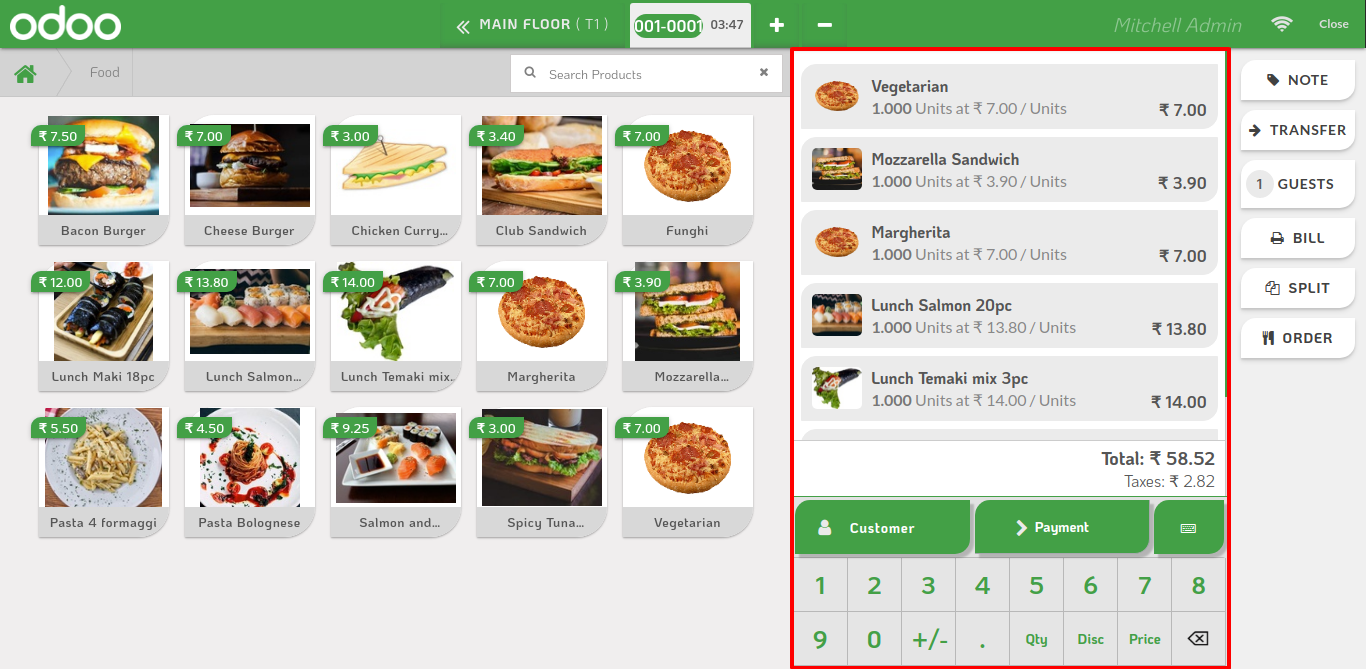 odoo
MAIN FLOOR ( T1 )
001-0001 03:47
+
−
Mitchell Admin
Close
Food
Search Products
₹ 7.50
Bacon Burger
₹ 7.00
Cheese Burger
₹ 3.00
Chicken Curry...
₹ 3.40
Club Sandwich
₹ 7.00
Funghi
₹ 12.00
Lunch Maki 18pc
₹ 13.80
Lunch Salmon...
₹ 14.00
Lunch Temaki mix...
₹ 7.00
Margherita
₹ 3.90
Mozzarella...
₹ 5.50
Pasta 4 formaggi
₹ 4.50
Pasta Bolognese
₹ 9.25
Salmon and...
₹ 3.00
Spicy Tuna...
₹ 7.00
Vegetarian
Vegetarian
1.000 Units at ₹ 7.00 / Units ₹ 7.00
Mozzarella Sandwich
1.000 Units at ₹ 3.90 / Units ₹ 3.90
Margherita
1.000 Units at ₹ 7.00 / Units ₹ 7.00
Lunch Salmon 20pc
1.000 Units at ₹ 13.80 / Units ₹ 13.80
Lunch Temaki mix 3pc
1.000 Units at ₹ 14.00 / Units ₹ 14.00
Total: ₹ 58.52
Taxes: ₹ 2.82
Customer
Payment
1 2 3 4 5 6 7 8
9 0 +/- . Qty Disc Price
NOTE
TRANSFER
1 GUESTS
BILL
SPLIT
ORDER